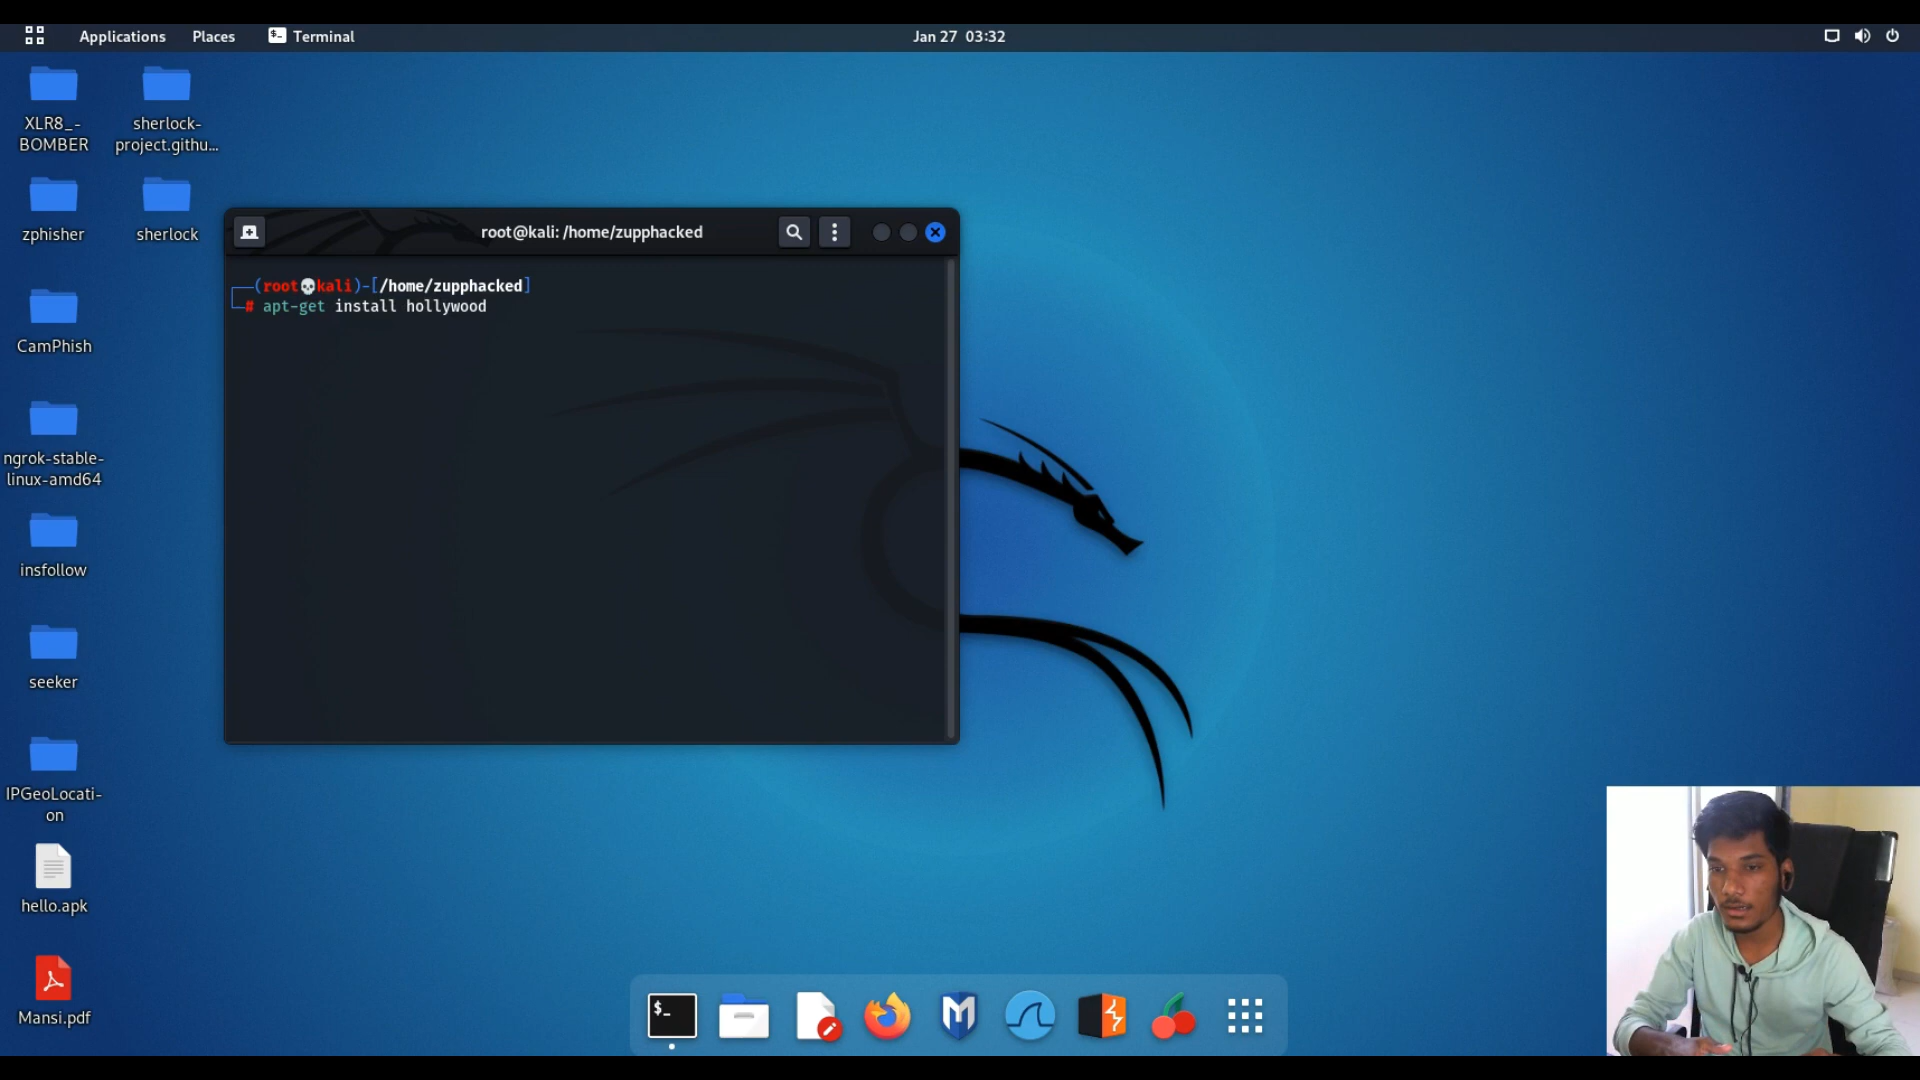 Applications Places Terminal
Jan 27 03:32
XLR8_-
BOMBER
sherlock-
project.githu...
zphisher
sherlock
CamPhish
ngrok-stable-
linux-amd64
insfollow
seeker
IPGeoLocati-
on
hello.apk
Mansi.pdf
root@kali: /home/zupphacked
┌──(root💀kali)-[/home/zupphacked]
└─# apt-get install hollywood